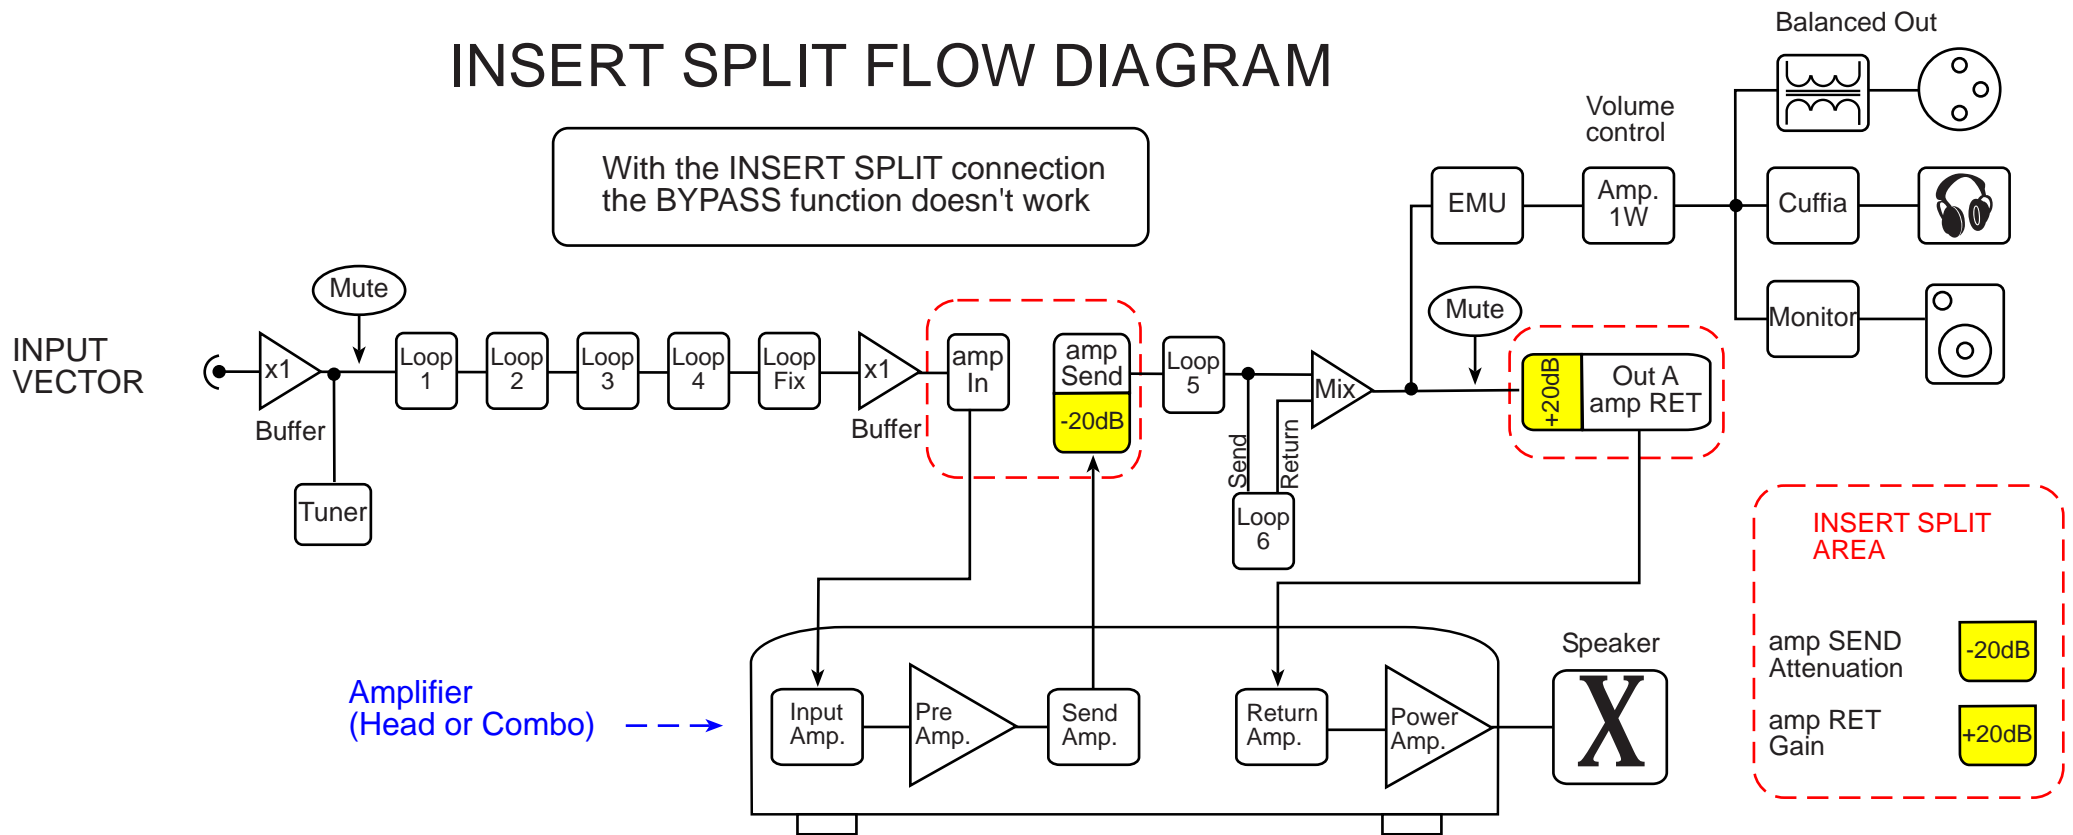 INSERT SPLIT FLOW DIAGRAM
Balanced Out
With the INSERT SPLIT connection
the BYPASS function doesn't work
Volume
control
EMU
Amp.
1W
Cuffia
Monitor
INPUT
VECTOR
x1
Buffer
Mute
Tuner
Loop
1
Loop
2
Loop
3
Loop
4
Loop
Fix
x1
Buffer
amp
In
amp
Send
-20dB
Loop
5
Send
Return
Loop
6
Mix
Mute
+20dB
Out A
amp RET
INSERT SPLIT
AREA
amp SEND
Attenuation
-20dB
amp RET
Gain
+20dB
Amplifier
(Head or Combo)
Input
Amp.
Pre
Amp.
Send
Amp.
Return
Amp.
Power
Amp.
Speaker
X